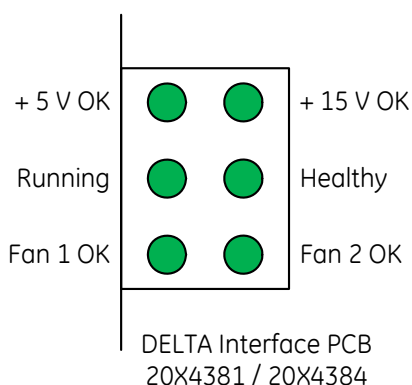 + 5 V OK + 15 V OK
Running Healthy
Fan 1 OK Fan 2 OK
DELTA Interface PCB
20X4381 / 20X4384